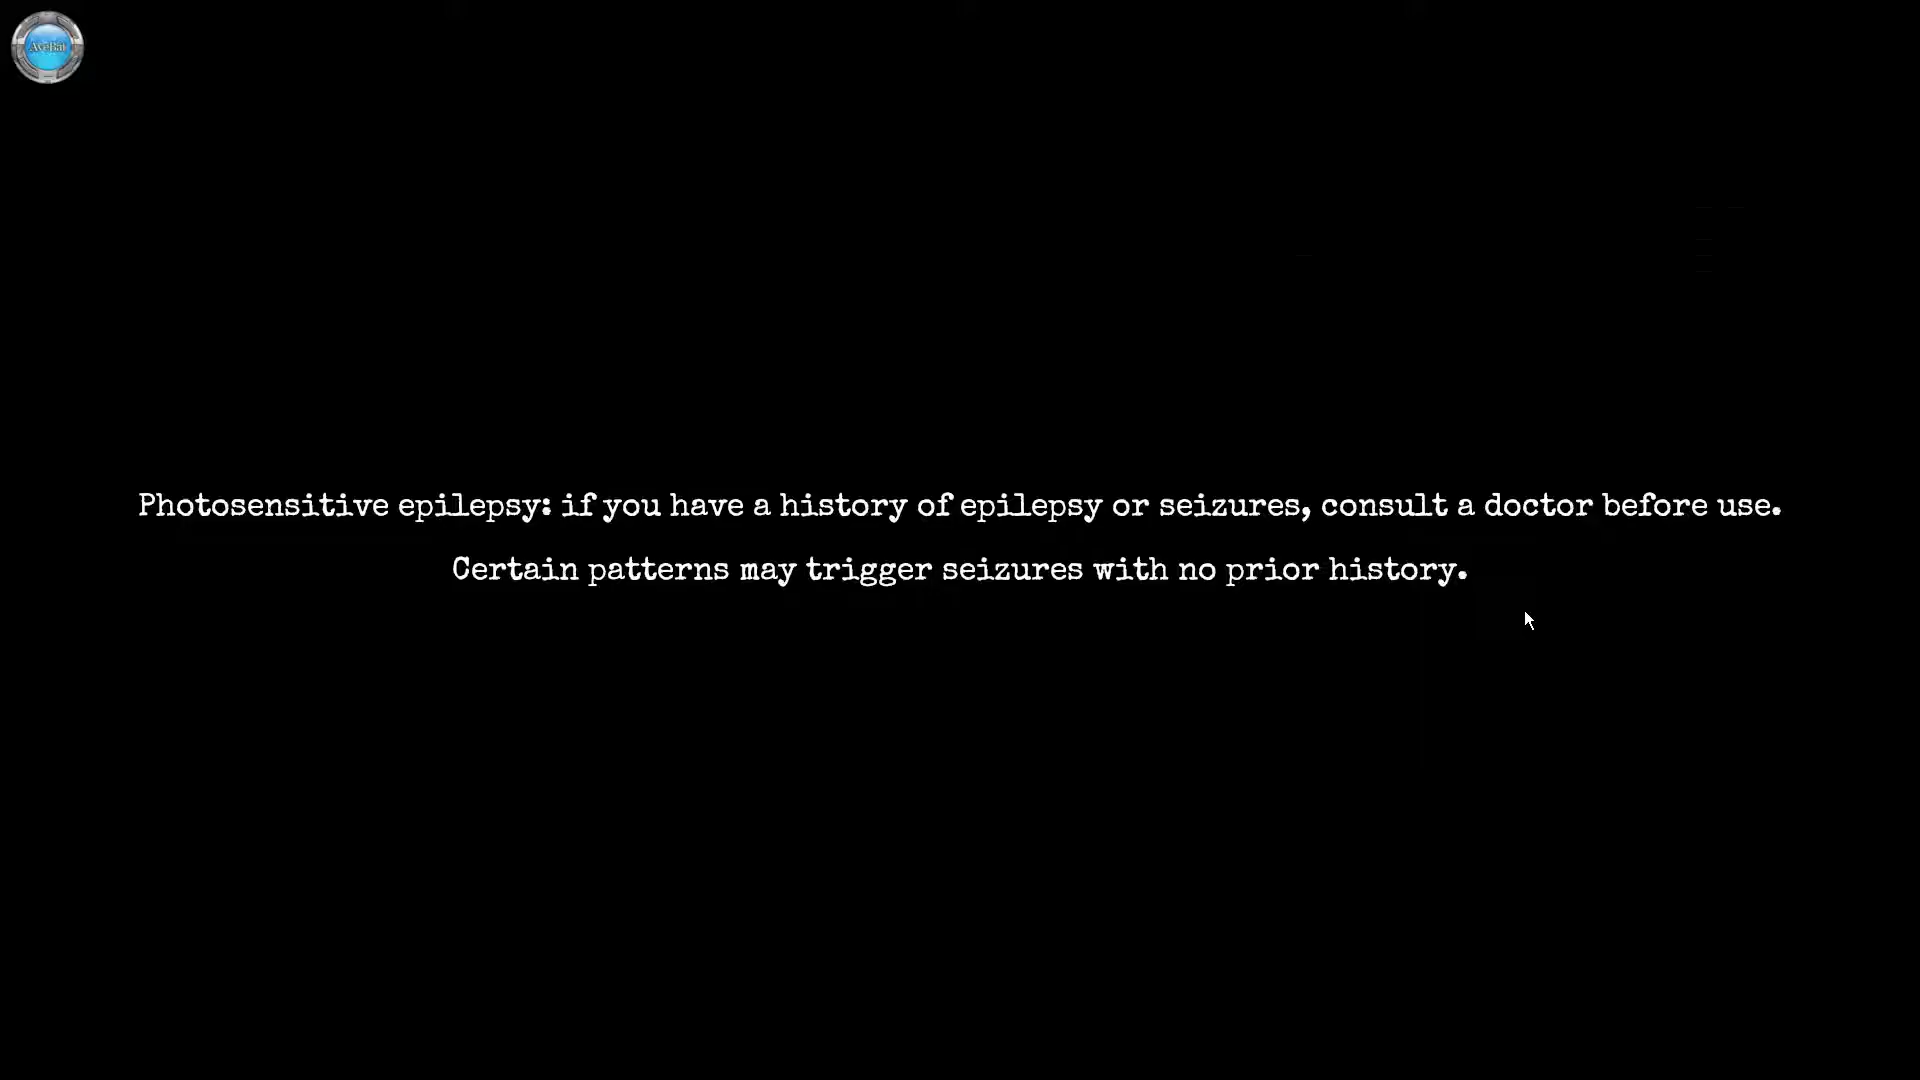 AveBat
Photosensitive epilepsy: if you have a history of epilepsy or seizures, consult a doctor before use.
Certain patterns may trigger seizures with no prior history.